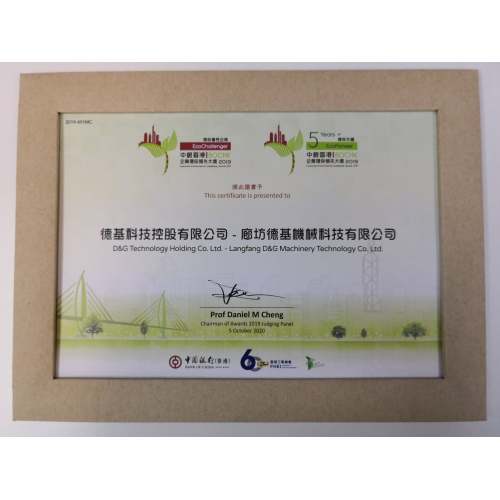 EcoChallenger
中銀香港 BOCHK
企業環保領先大獎 2019
5 Years +
EcoPioneer
中銀香港 BOCHK
企業環保領先大獎 2019
頒此證書予
This certificate is presented to
德基科技控股有限公司 - 廊坊德基機械科技有限公司
D&G Technology Holding Co. Ltd. - Langfang D&G Machinery Technology Co. Ltd.
Prof Daniel M Cheng
Chairman of Awards 2019 Judging Panel
5 October 2020
中國銀行(香港)
FHKI